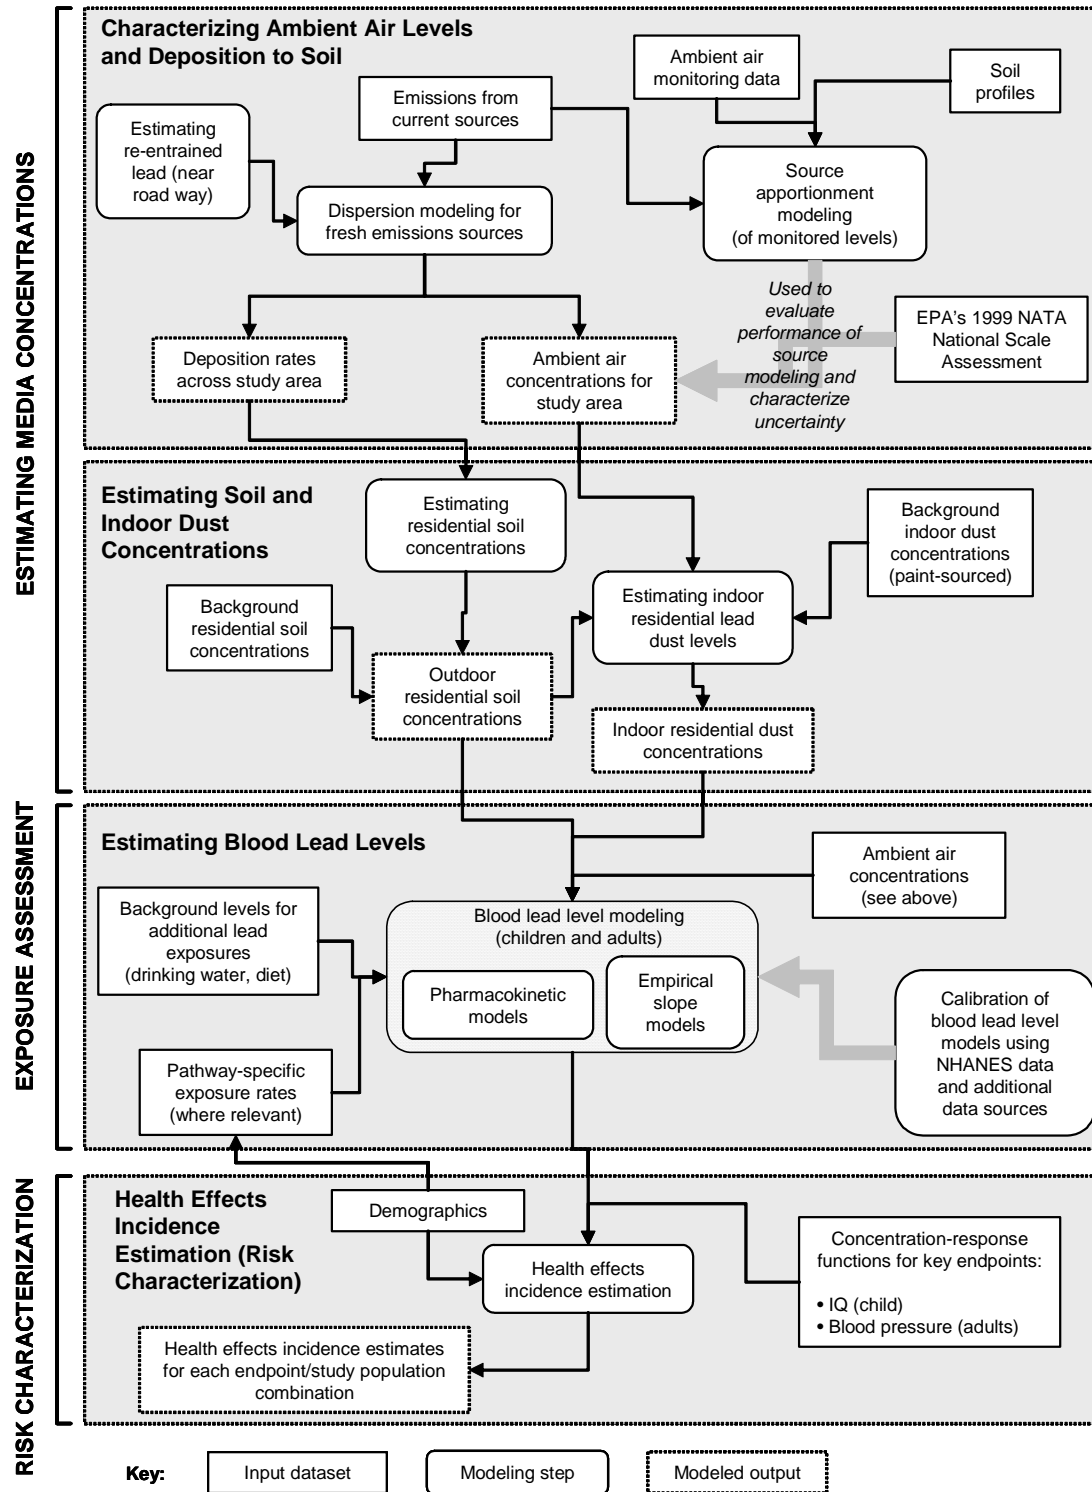 ESTIMATING MEDIA CONCENTRATIONS
Characterizing Ambient Air Levels
and Deposition to Soil
Ambient air
monitoring data
Soil
profiles
Emissions from
current sources
Estimating
re-entrained
lead (near
road way)
Source
apportionment
modeling
(of monitored levels)
Dispersion modeling for
fresh emissions sources
Used to
evaluate
performance of
source
modeling and
characterize
uncertainty
EPA's 1999 NATA
National Scale
Assessment
Deposition rates
across study area
Ambient air
concentrations for
study area
Estimating Soil and
Indoor Dust
Concentrations
Estimating
residential soil
concentrations
Background
indoor dust
concentrations
(paint-sourced)
Background
residential soil
concentrations
Estimating indoor
residential lead
dust levels
Outdoor
residential soil
concentrations
Indoor residential dust
concentrations
EXPOSURE ASSESSMENT
Estimating Blood Lead Levels
Ambient air
concentrations
(see above)
Background levels for
additional lead
exposures
(drinking water, diet)
Blood lead level modeling
(children and adults)
Pharmacokinetic
models
Empirical
slope
models
Calibration of
blood lead level
models using
NHANES data
and additional
data sources
Pathway-specific
exposure rates
(where relevant)
RISK CHARACTERIZATION
Health Effects
Incidence
Estimation (Risk
Characterization)
Demographics
Health effects
incidence estimation
Concentration-response
functions for key endpoints:
• IQ (child)
• Blood pressure (adults)
Health effects incidence estimates
for each endpoint/study population
combination
Key:
Input dataset
Modeling step
Modeled output